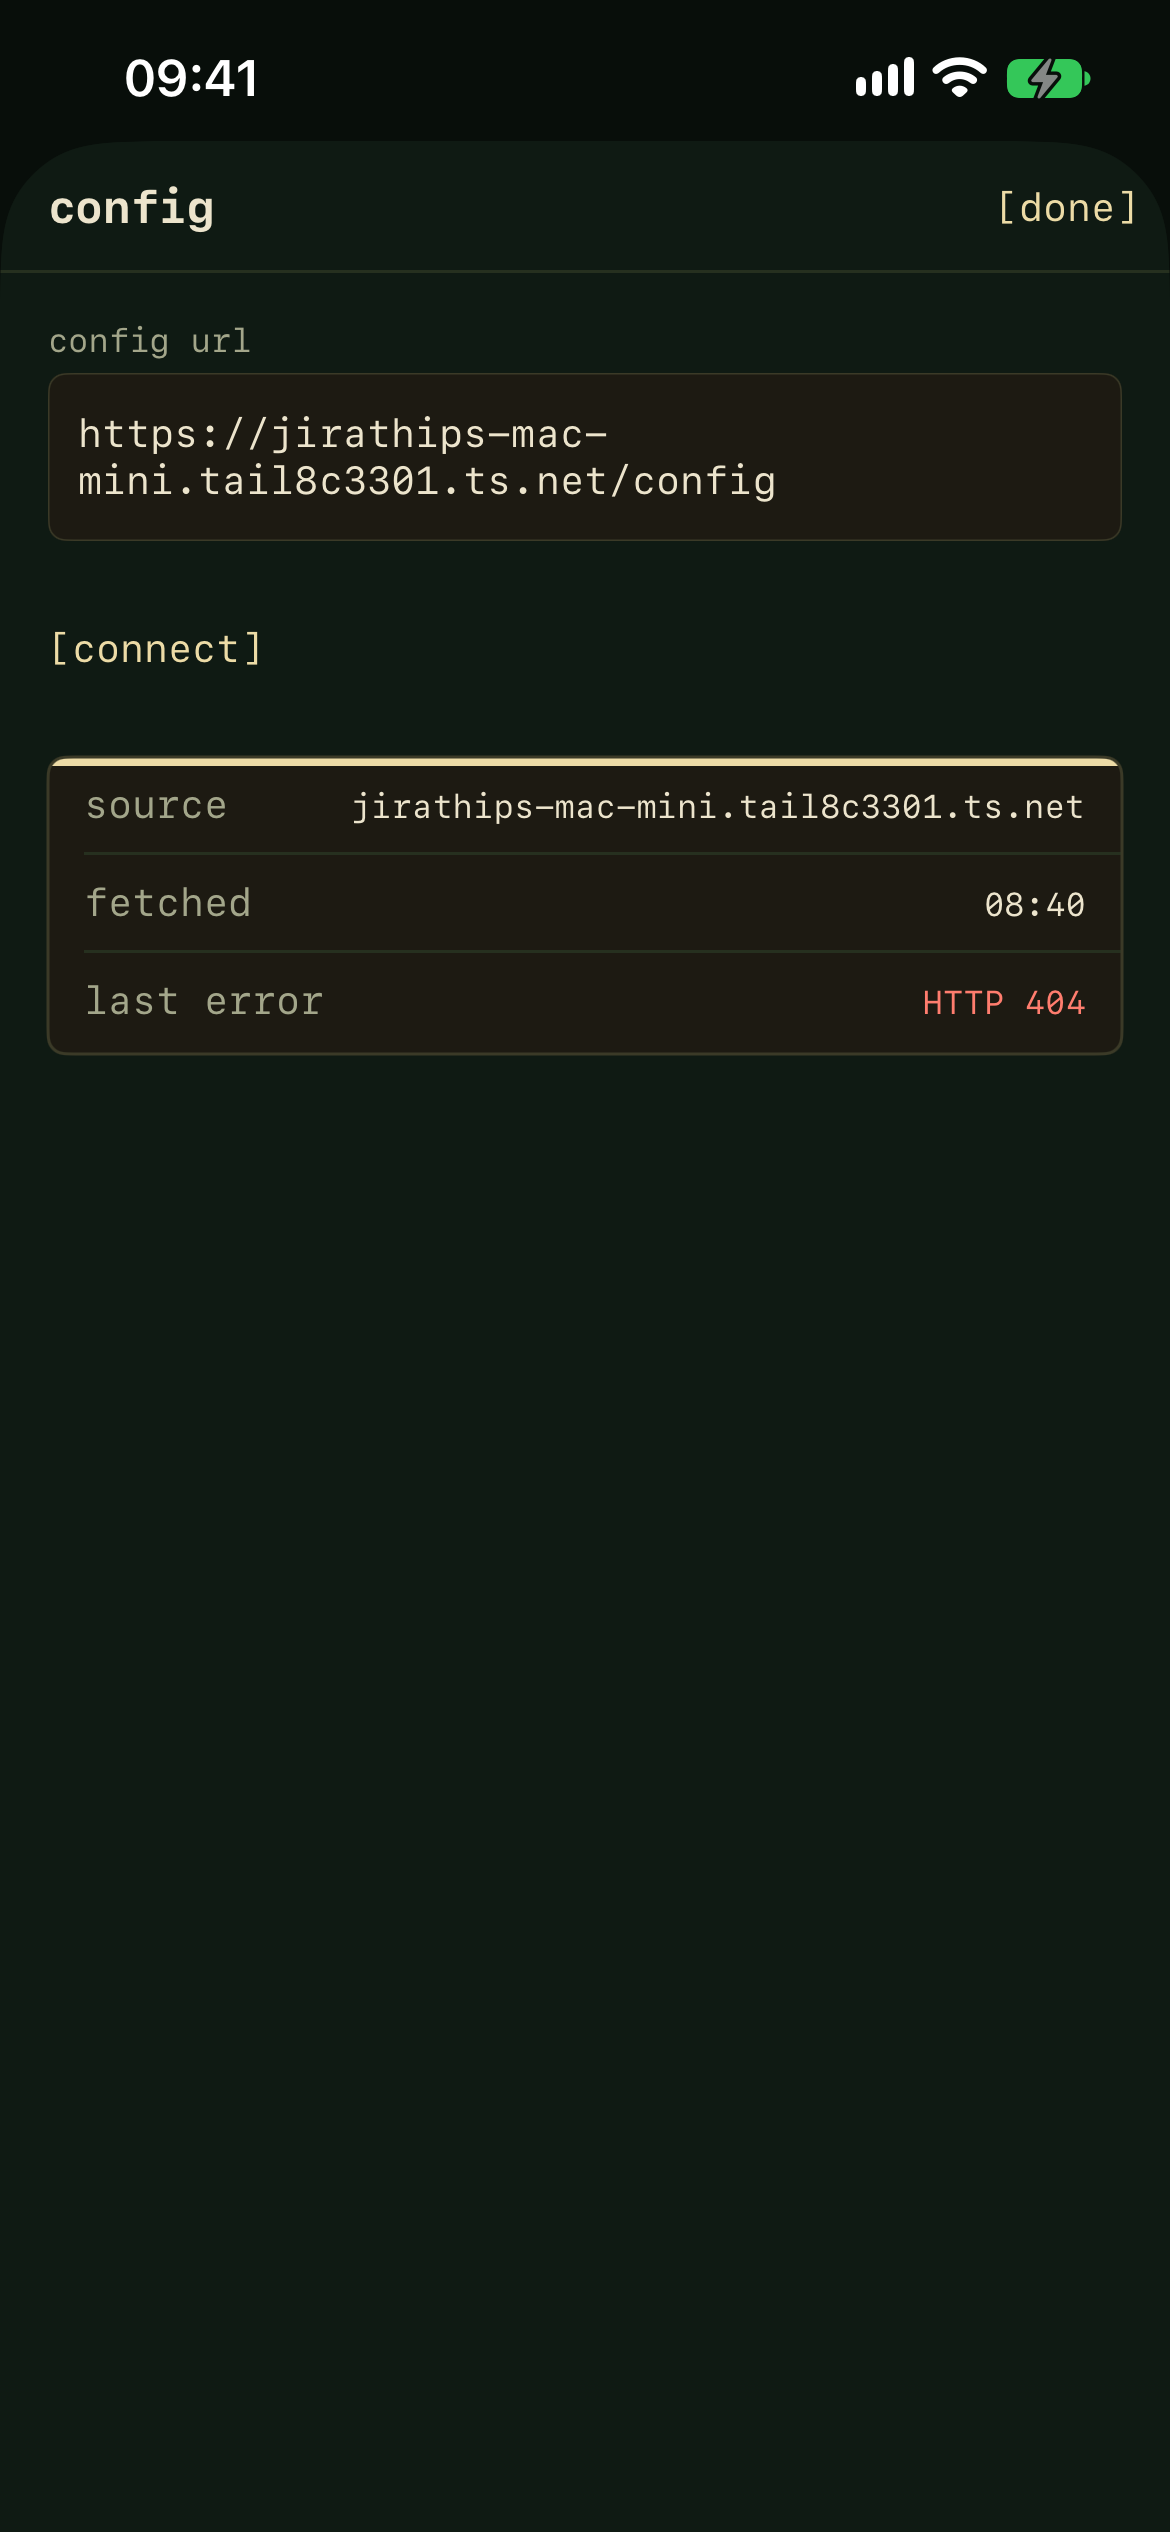 09:41
config
[done]
config url
https://jirathips-mac-
mini.tail8c3301.ts.net/config
[connect]
source jirathips-mac-mini.tail8c3301.ts.net
fetched 08:40
last error HTTP 404